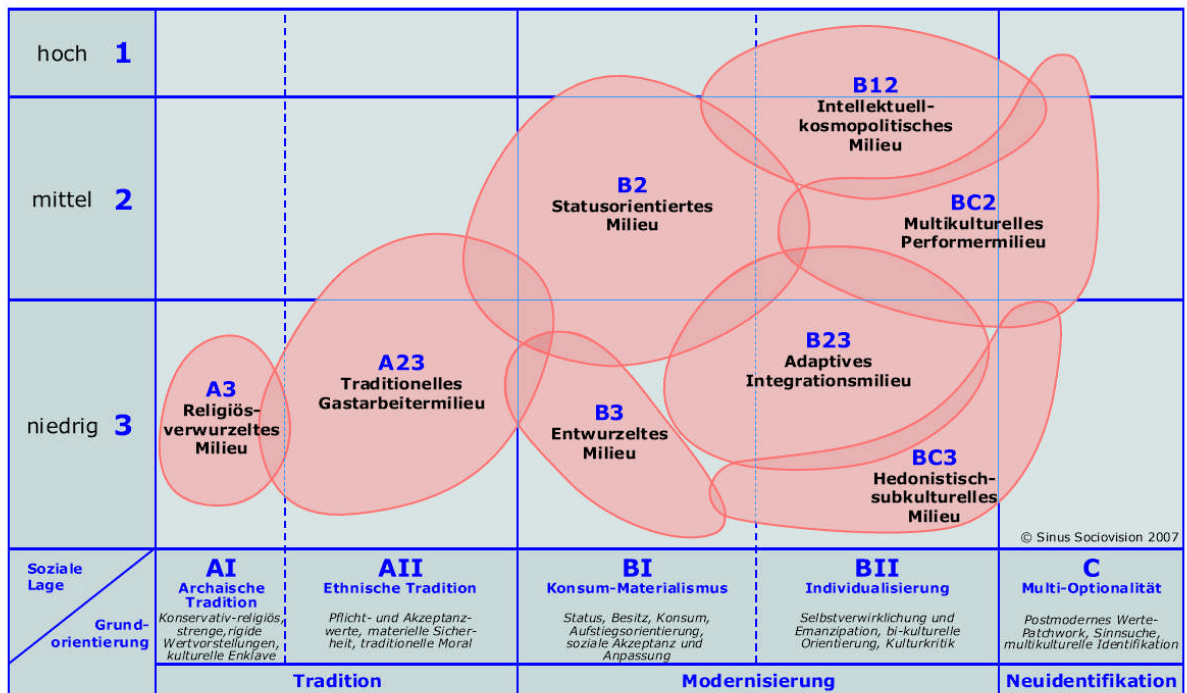 hoch 1
mittel 2
niedrig 3
B12
Intellektuell-
kosmopolitisches
Milieu
B2
Statusorientiertes
Milieu
BC2
Multikulturelles
Performermilieu
A3
Religiös-
verwurzeltes
Milieu
A23
Traditionelles
Gastarbeitermilieu
B23
Adaptives
Integrationsmilieu
B3
Entwurzeltes
Milieu
BC3
Hedonistisch-
subkulturelles
Milieu
© Sinus Sociovision 2007
Soziale
Lage
Grund-
orientierung
AI
Archaische
Tradition
Konservativ-religiös,
strenge,rigide
Wertvorstellungen,
kulturelle Enklave
AII
Ethnische Tradition
Pflicht- und Akzeptanz-
werte, materielle Sicher-
heit, traditionelle Moral
BI
Konsum-Materialismus
Status, Besitz, Konsum,
Aufstiegsorientierung,
soziale Akzeptanz und
Anpassung
BII
Individualisierung
Selbstverwirklichung und
Emanzipation, bi-kulturelle
Orientierung, Kulturkritik
C
Multi-Optionalität
Postmodernes Werte-
Patchwork, Sinnsuche,
multikulturelle Identifikation
Tradition
Modernisierung
Neuidentifikation